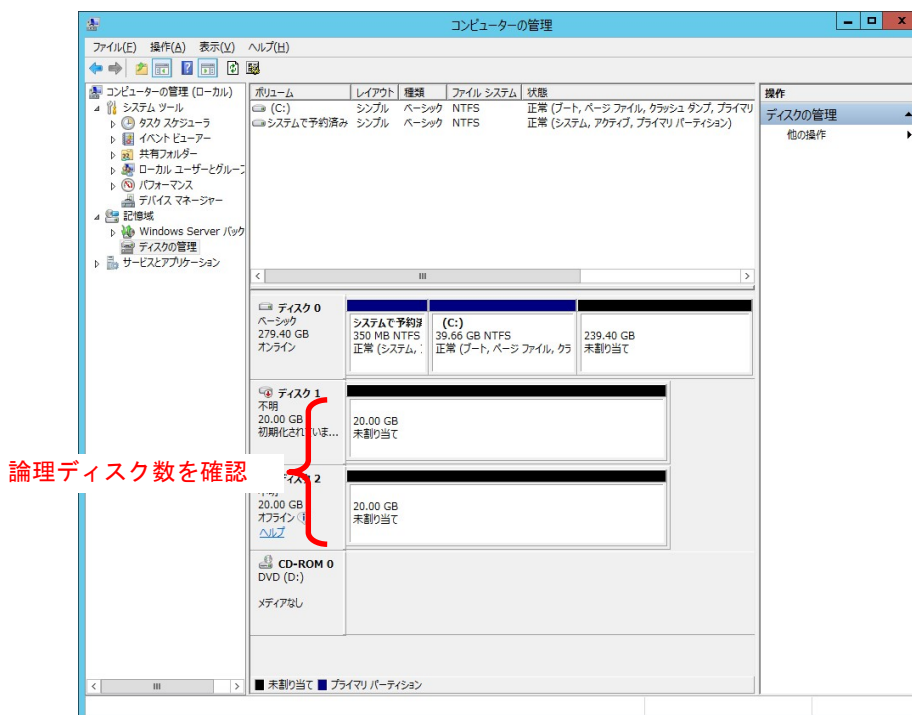 コンピューターの管理
ファイル(F) 操作(A) 表示(V) ヘルプ(H)
コンピューターの管理 (ローカル)
システム ツール
タスク スケジューラ
イベント ビューアー
共有フォルダー
ローカル ユーザーとグループ
パフォーマンス
デバイス マネージャー
記憶域
Windows Server バック
ディスクの管理
サービスとアプリケーション
ボリューム レイアウト 種類 ファイル システム 状態
(C:) シンプル ベーシック NTFS 正常 (ブート, ページ ファイル, クラッシュ ダンプ, プライマリ
システムで予約済み シンプル ベーシック NTFS 正常 (システム, アクティブ, プライマリ パーティション)
操作
ディスクの管理
他の操作
ディスク 0
ベーシック
279.40 GB
オンライン
システムで予約済
350 MB NTFS
正常 (システム,
(C:)
39.66 GB NTFS
正常 (ブート, ページ ファイル, クラ
239.40 GB
未割り当て
ディスク 1
不明
20.00 GB
初期化されていま...
20.00 GB
未割り当て
論理ディスク数を確認
ディスク 2
20.00 GB
オフライン
ヘルプ
20.00 GB
未割り当て
CD-ROM 0
DVD (D:)
メディアなし
未割り当て プライマリ パーティション